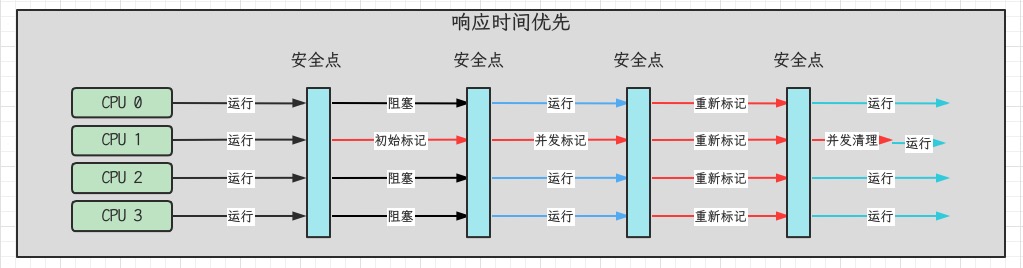 响应时间优先
安全点 安全点 安全点 安全点
CPU 0 运行 阻塞 运行 重新标记 运行
CPU 1 运行 初始标记 并发标记 重新标记 并发清理 运行
CPU 2 运行 阻塞 运行 重新标记 运行
CPU 3 运行 阻塞 运行 重新标记 运行